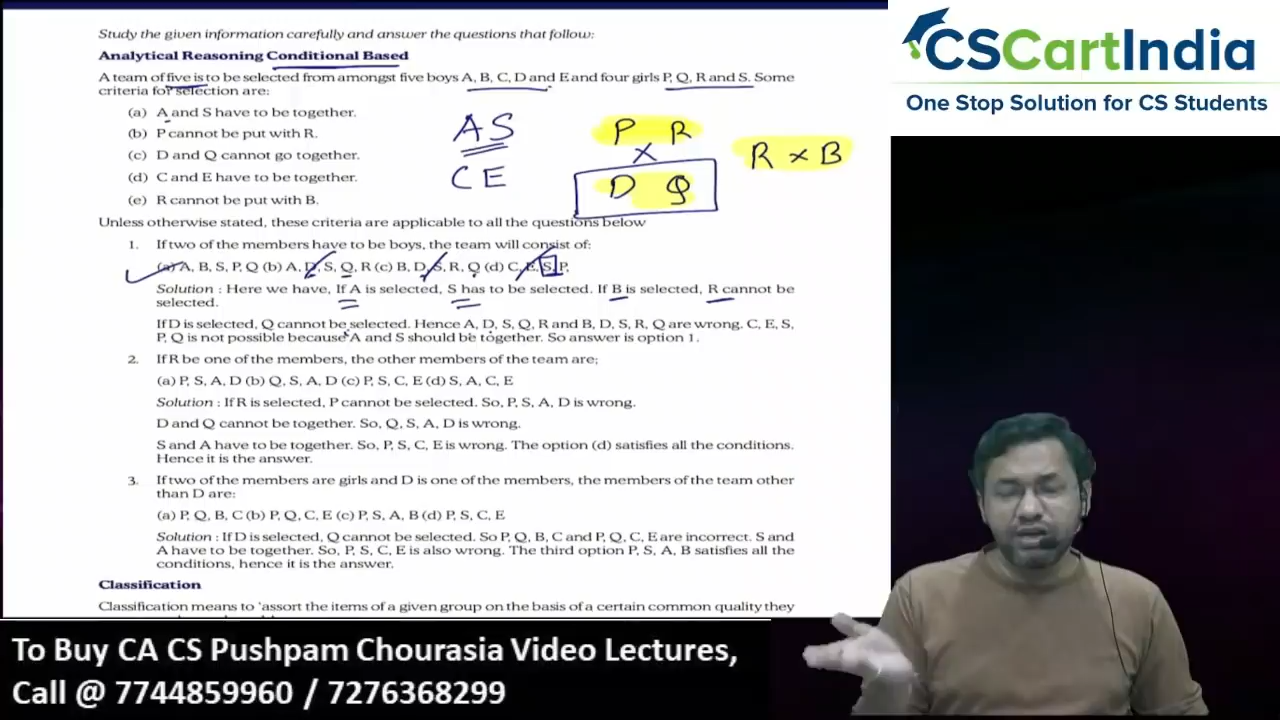 Study the given information carefully and answer the questions that follow:
Analytical Reasoning Conditional Based
A team of five is to be selected from amongst five boys A, B, C, D and E and four girls P, Q, R and S. Some
criteria for selection are:
(a) A and S have to be together.
(b) P cannot be put with R.
(c) D and Q cannot go together.
(d) C and E have to be together.
(e) R cannot be put with B.
A S
C E
P R
×
D Q
R × B
Unless otherwise stated, these criteria are applicable to all the questions below
1. If two of the members have to be boys, the team will consist of:
(a) A, B, S, P, Q (b) A, D, S, Q, R (c) B, D, S, R, Q (d) C, E, S, P,
Solution : Here we have, If A is selected, S has to be selected. If B is selected, R cannot be
selected.
If D is selected, Q cannot be selected. Hence A, D, S, Q, R and B, D, S, R, Q are wrong. C, E, S,
P, Q is not possible because A and S should be together. So answer is option 1.
2. If R be one of the members, the other members of the team are;
(a) P, S, A, D (b) Q, S, A, D (c) P, S, C, E (d) S, A, C, E
Solution : If R is selected, P cannot be selected. So, P, S, A, D is wrong.
D and Q cannot be together. So, Q, S, A, D is wrong.
S and A have to be together. So, P, S, C, E is wrong. The option (d) satisfies all the conditions.
Hence it is the answer.
3. If two of the members are girls and D is one of the members, the members of the team other
than D are:
(a) P, Q, B, C (b) P, Q, C, E (c) P, S, A, B (d) P, S, C, E
Solution : If D is selected, Q cannot be selected. So P, Q, B, C and P, Q, C, E are incorrect. S and
A have to be together. So, P, S, C, E is also wrong. The third option P, S, A, B satisfies all the
conditions, hence it is the answer.
Classification
Classification means to 'assort the items of a given group on the basis of a certain common quality they
CSCartIndia
One Stop Solution for CS Students
To Buy CA CS Pushpam Chourasia Video Lectures,
Call @ 7744859960 / 7276368299